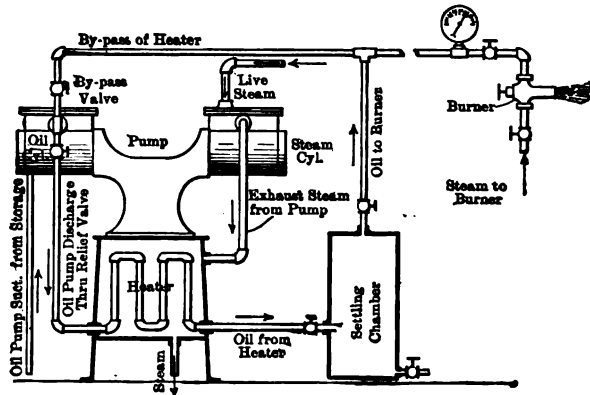 By-pass of Heater
By-pass
Valve
Live
Steam
Burner
Oil
Cyl.
Pump
Steam
Cyl.
Oil to Burner
Steam to
Burner
Exhaust Steam
from Pump
Oil Pump Suct. from Storage
Oil Pump Discharge
Thru Relief Valve
Heater
Settling
Chamber
Oil from
Heater
Steam